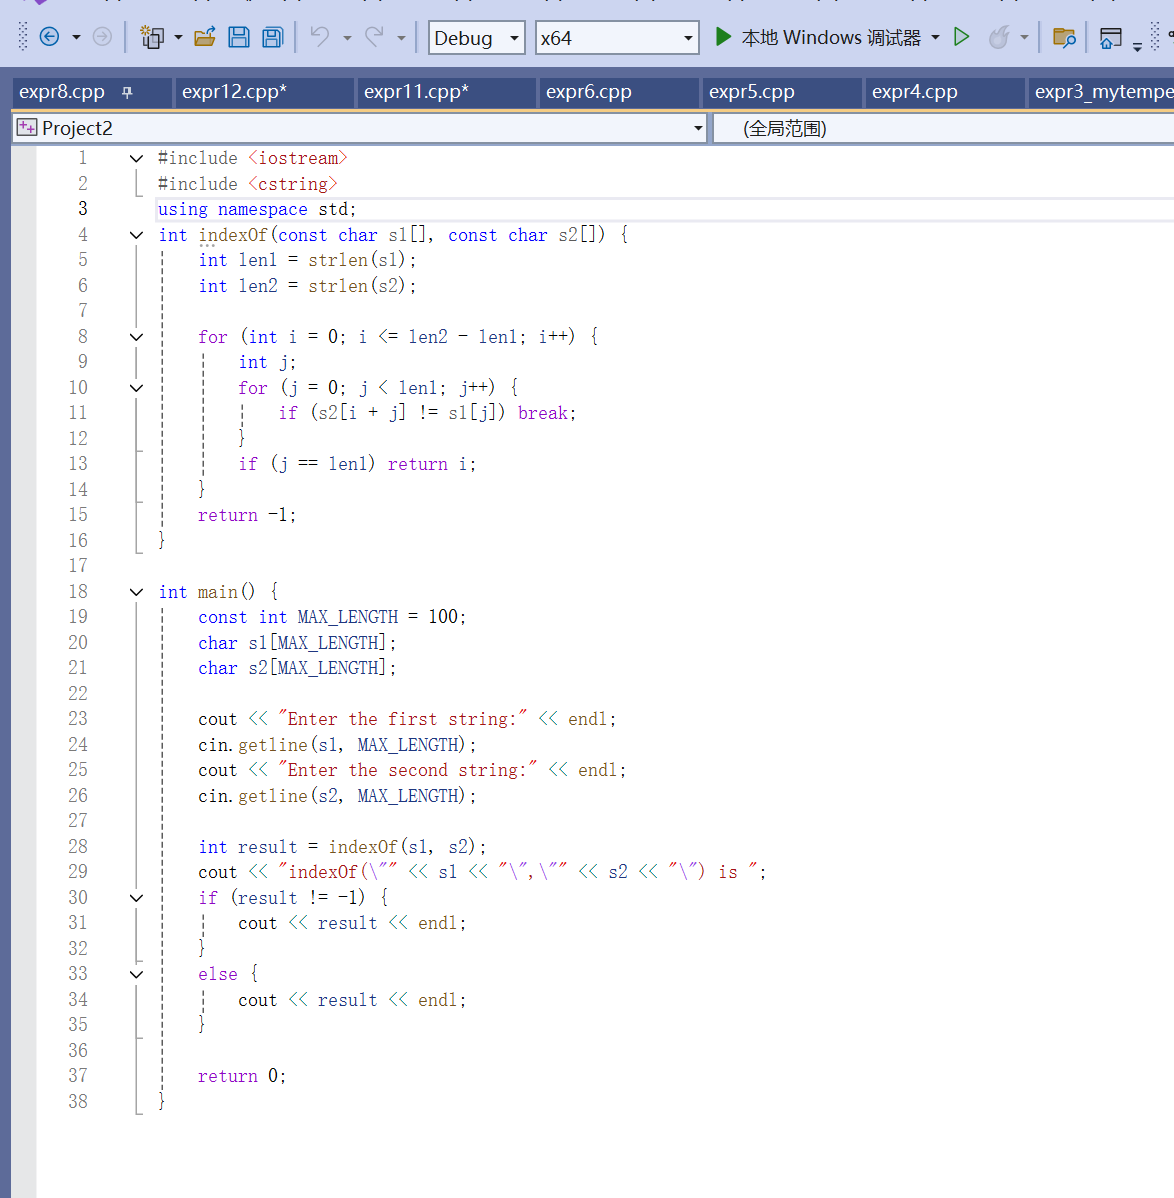 Debug
x64
本地 Windows 调试器
expr8.cpp
expr12.cpp*
expr11.cpp*
expr6.cpp
expr5.cpp
expr4.cpp
expr3_mytempe
Project2
(全局范围)
1 #include <iostream>
2 #include <cstring>
3 using namespace std;
4 int indexOf(const char s1[], const char s2[]) {
5     int len1 = strlen(s1);
6     int len2 = strlen(s2);
7
8     for (int i = 0; i <= len2 - len1; i++) {
9         int j;
10         for (j = 0; j < len1; j++) {
11             if (s2[i + j] != s1[j]) break;
12         }
13         if (j == len1) return i;
14     }
15     return -1;
16 }
17
18 int main() {
19     const int MAX_LENGTH = 100;
20     char s1[MAX_LENGTH];
21     char s2[MAX_LENGTH];
22
23     cout << "Enter the first string:" << endl;
24     cin.getline(s1, MAX_LENGTH);
25     cout << "Enter the second string:" << endl;
26     cin.getline(s2, MAX_LENGTH);
27
28     int result = indexOf(s1, s2);
29     cout << "indexOf(\"" << s1 << "\",\"" << s2 << "\") is ";
30     if (result != -1) {
31         cout << result << endl;
32     }
33     else {
34         cout << result << endl;
35     }
36
37     return 0;
38 }